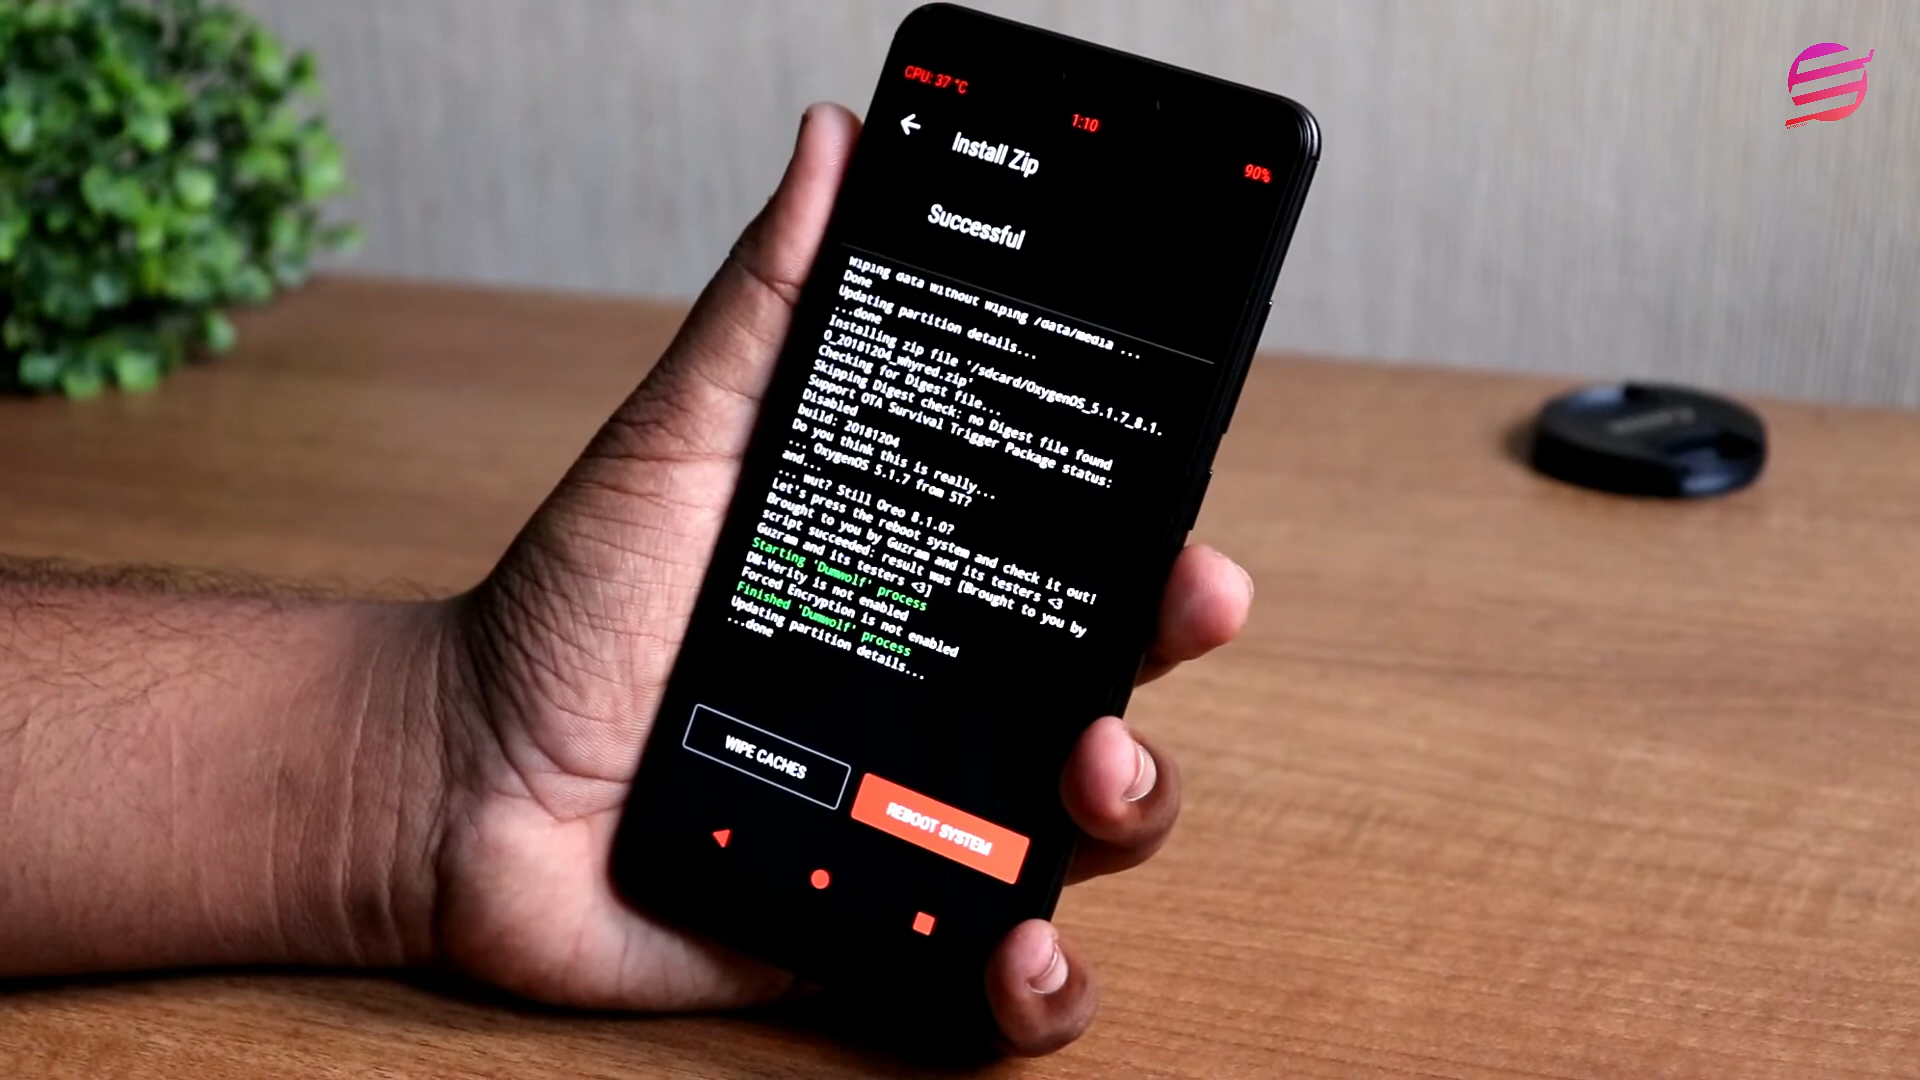 CPU: 37 °C
1:10
90%
Install Zip
Successful
Wiping data without wiping /data/media ...
Done
Updating partition details...
...done
Installing zip file '/sdcard/OxygenOS_5.1.7_8.1.
0_20181204_whyred.zip'
Checking for Digest file...
Skipping Digest check: no Digest file found
Support OTA Survival Trigger Package status:
Disabled
build: 20181204
Do you think this is really...
... OxygenOS 5.1.7 from 5T?
and...
... wut? Still Oreo 8.1.0?
Let's press the reboot system and check it out!
Brought to you by Guzram and its testers <3
script succeeded: result was [Brought to you by
Guzram and its testers <3]
Starting 'Dumwolf' process
DM-Verity is not enabled
Forced Encryption is not enabled
Finished 'Dumwolf' process
Updating partition details...
...done
WIPE CACHES
REBOOT SYSTEM